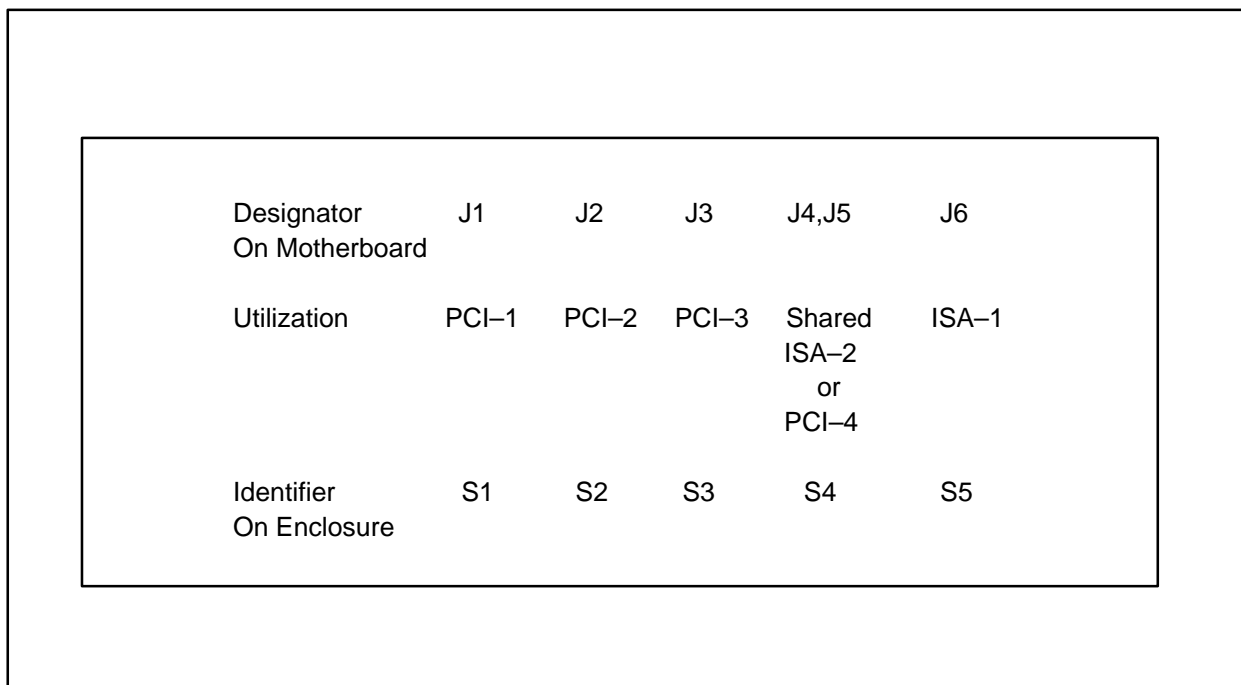 Designator J1 J2 J3 J4,J5 J6
On Motherboard
Utilization PCI–1 PCI–2 PCI–3 Shared ISA–1
ISA–2
or
PCI–4
Identifier S1 S2 S3 S4 S5
On Enclosure